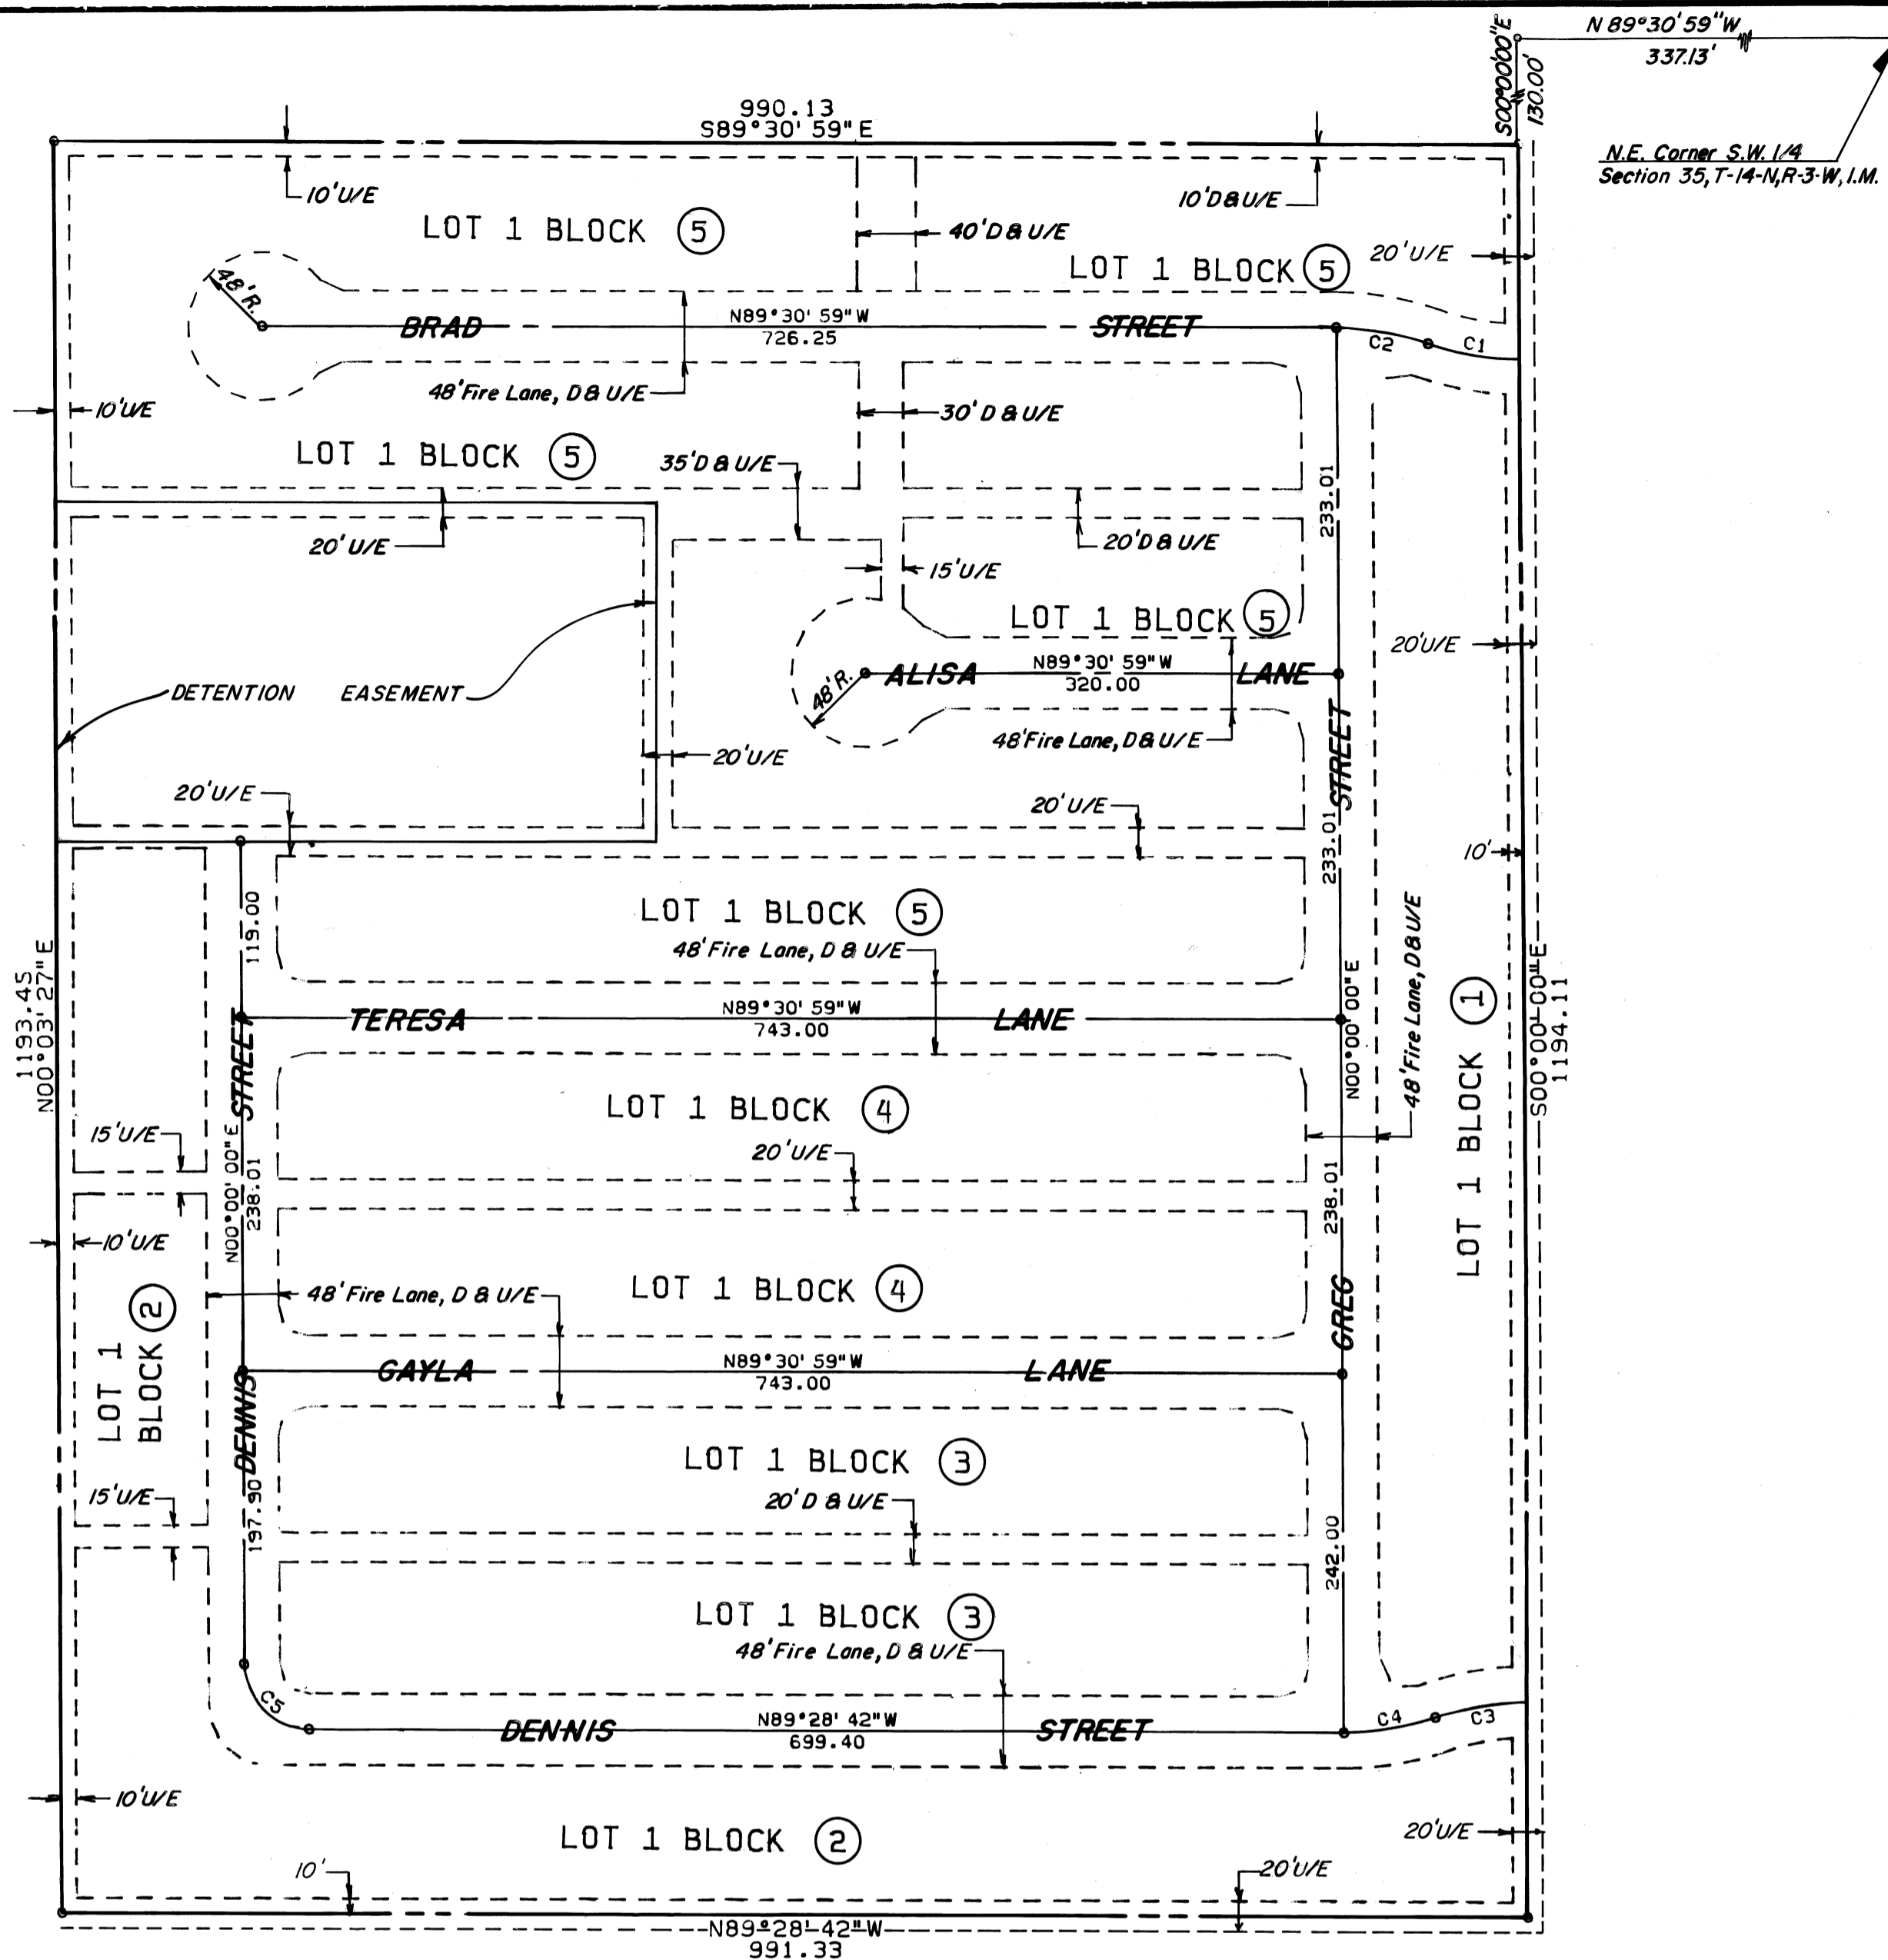 N 89°30'59"W
337.13'
S00°00'00"E
130.00'
N.E. Corner S.W. 1/4
Section 35, T-14-N, R-3-W, I.M.
990.13
S89°30'59"E
10'U/E
10'D&U/E
LOT 1 BLOCK 5
40'D&U/E
LOT 1 BLOCK 5
20'U/E
48'R.
BRAD
N89°30'59"W
726.25
STREET
C2
C1
48'Fire Lane, D&U/E
10'U/E
30'D&U/E
LOT 1 BLOCK 5
35'D&U/E
233.01
20'U/E
20'D&U/E
15'U/E
LOT 1 BLOCK 5
20'U/E
DETENTION EASEMENT
48'R.
ALISA
N89°30'59"W
320.00
LANE
48'Fire Lane, D&U/E
20'U/E
STREET
20'U/E
20'U/E
233.01
10'
119.00
LOT 1 BLOCK 5
48'Fire Lane, D & U/E
48'Fire Lane, D&U/E
1193.45
N00°03'27"E
N00°00'00"E
S00°00'00"E
1194.11
TERESA
N89°30'59"W
743.00
LANE
STREET
LOT 1 BLOCK 1
LOT 1 BLOCK 4
15'U/E
20'U/E
N00°00'00"E
238.01
238.01
10'U/E
48'Fire Lane, D & U/E
LOT 1 BLOCK 4
GREG
LOT 1
BLOCK 2
GAYLA
N89°30'59"W
743.00
LANE
DENNIS
LOT 1 BLOCK 3
15'U/E
20'D & U/E
197.90
242.00
LOT 1 BLOCK 3
48'Fire Lane, D & U/E
C5
DENNIS
N89°28'42"W
699.40
STREET
C4
C3
10'U/E
LOT 1 BLOCK 2
20'U/E
10'
20'U/E
N89°28'42"W
991.33